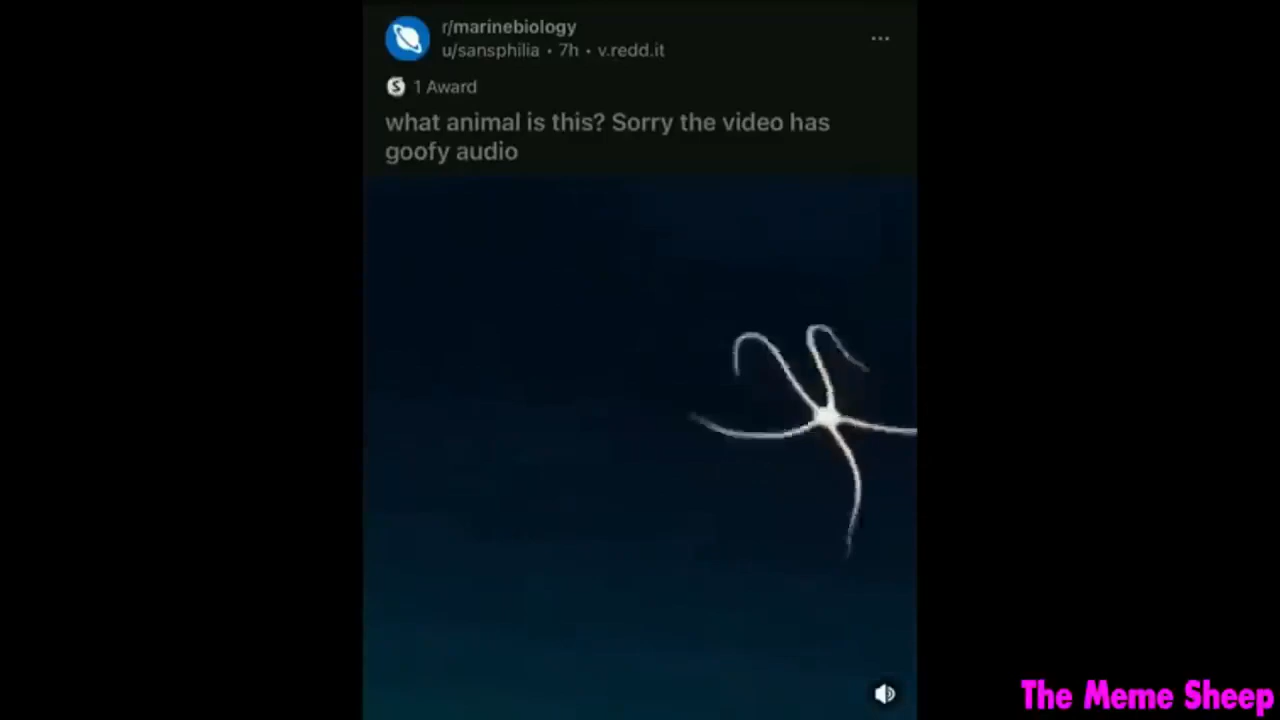 r/marinebiology
u/sansphilia • 7h • v.redd.it
1 Award
what animal is this? Sorry the video has
goofy audio
The Meme Sheep